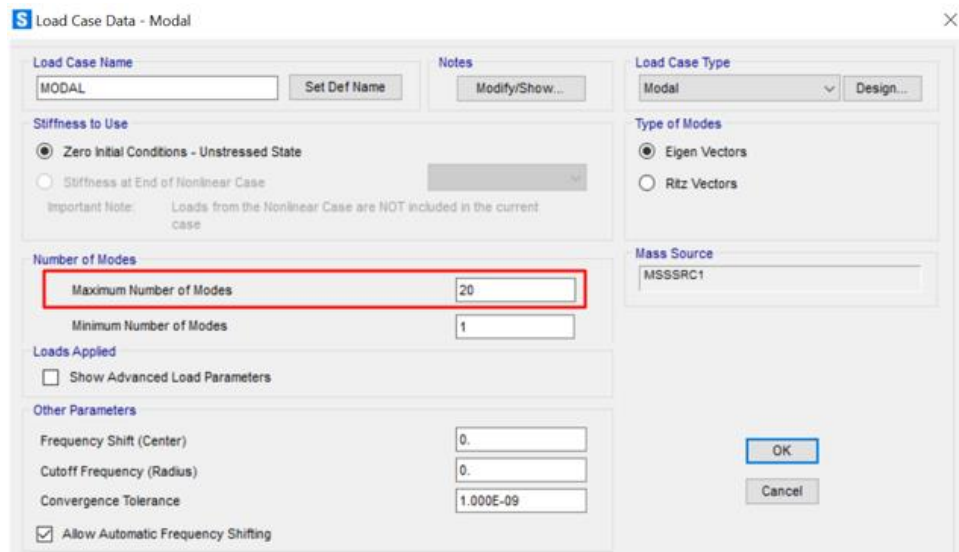 S Load Case Data - Modal
Load Case Name
Notes
Load Case Type
MODAL
Set Def Name
Modify/Show...
Modal
Design...
Stiffness to Use
Type of Modes
Zero Initial Conditions - Unstressed State
Eigen Vectors
Stiffness at End of Nonlinear Case
Ritz Vectors
Important Note: Loads from the Nonlinear Case are NOT included in the current
case
Number of Modes
Mass Source
MSSSRC1
Maximum Number of Modes 20
Minimum Number of Modes 1
Loads Applied
Show Advanced Load Parameters
Other Parameters
Frequency Shift (Center) 0.
OK
Cutoff Frequency (Radius) 0.
Cancel
Convergence Tolerance 1.000E-09
Allow Automatic Frequency Shifting